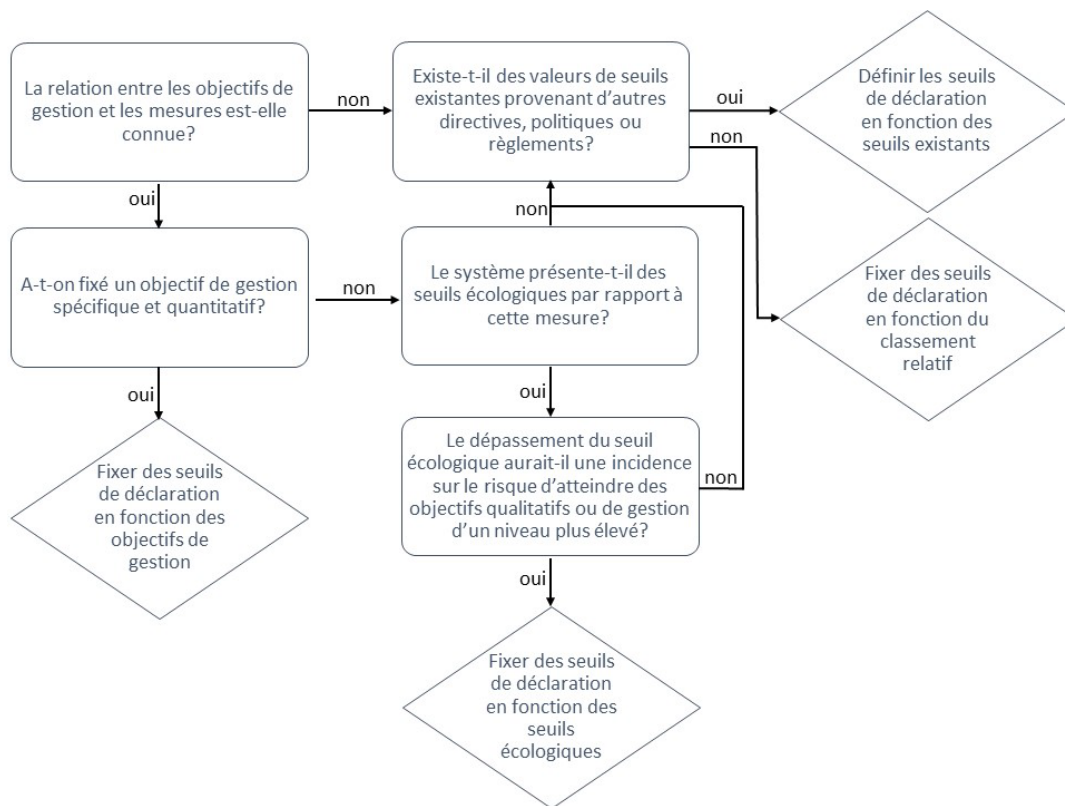 La relation entre les objectifs de
gestion et les mesures est-elle
connue?
non
Existe-t-il des valeurs de seuils
existantes provenant d'autres
directives, politiques ou
règlements?
oui
non
Définir les seuils
de déclaration
en fonction des
seuils existants
oui
non
A-t-on fixé un objectif de gestion
spécifique et quantitatif?
non
Le système présente-t-il des
seuils écologiques par rapport à
cette mesure?
Fixer des seuils
de déclaration
en fonction du
classement
relatif
oui
oui
Fixer des seuils
de déclaration
en fonction des
objectifs de
gestion
Le dépassement du seuil
écologique aurait-il une incidence
sur le risque d'atteindre des
objectifs qualitatifs ou de gestion
d'un niveau plus élevé?
non
oui
Fixer des seuils
de déclaration
en fonction des
seuils
écologiques